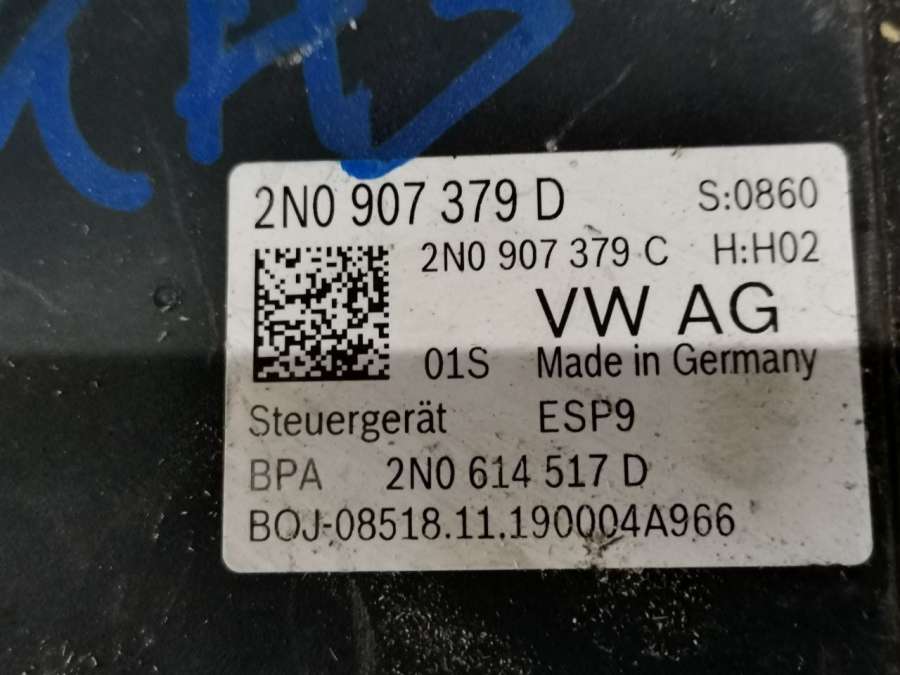 2N0 907 379 D S:0860
2N0 907 379 C H:H02
VW AG
01S Made in Germany
Steuergerät ESP9
BPA 2N0 614 517 D
BOJ-08518.11.190004A966